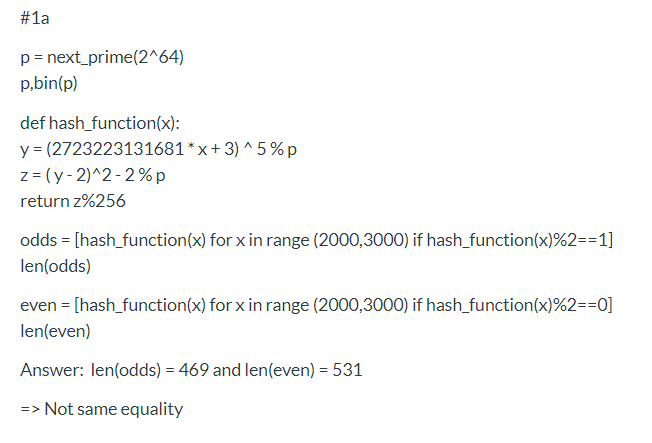 #1a
p = next_prime(2^64)
p,bin(p)
def hash_function(x):
y = (2723223131681 * x + 3) ^ 5 % p
z = ( y - 2)^2 - 2 % p
return z%256
odds = [hash_function(x) for x in range (2000,3000) if hash_function(x)%2==1]
len(odds)
even = [hash_function(x) for x in range (2000,3000) if hash_function(x)%2==0]
len(even)
Answer:  len(odds) = 469 and len(even) = 531
=> Not same equality